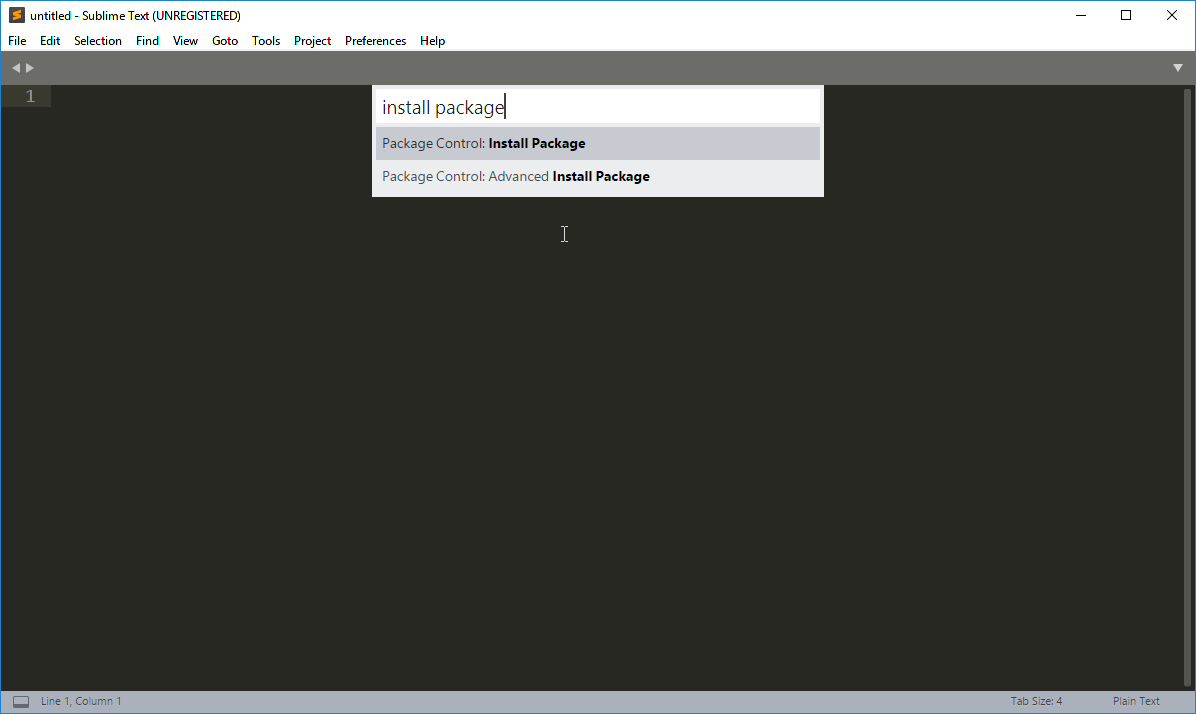 untitled - Sublime Text (UNREGISTERED)
File Edit Selection Find View Goto Tools Project Preferences Help
1
install package
Package Control: Install Package
Package Control: Advanced Install Package
Line 1, Column 1 Tab Size: 4 Plain Text